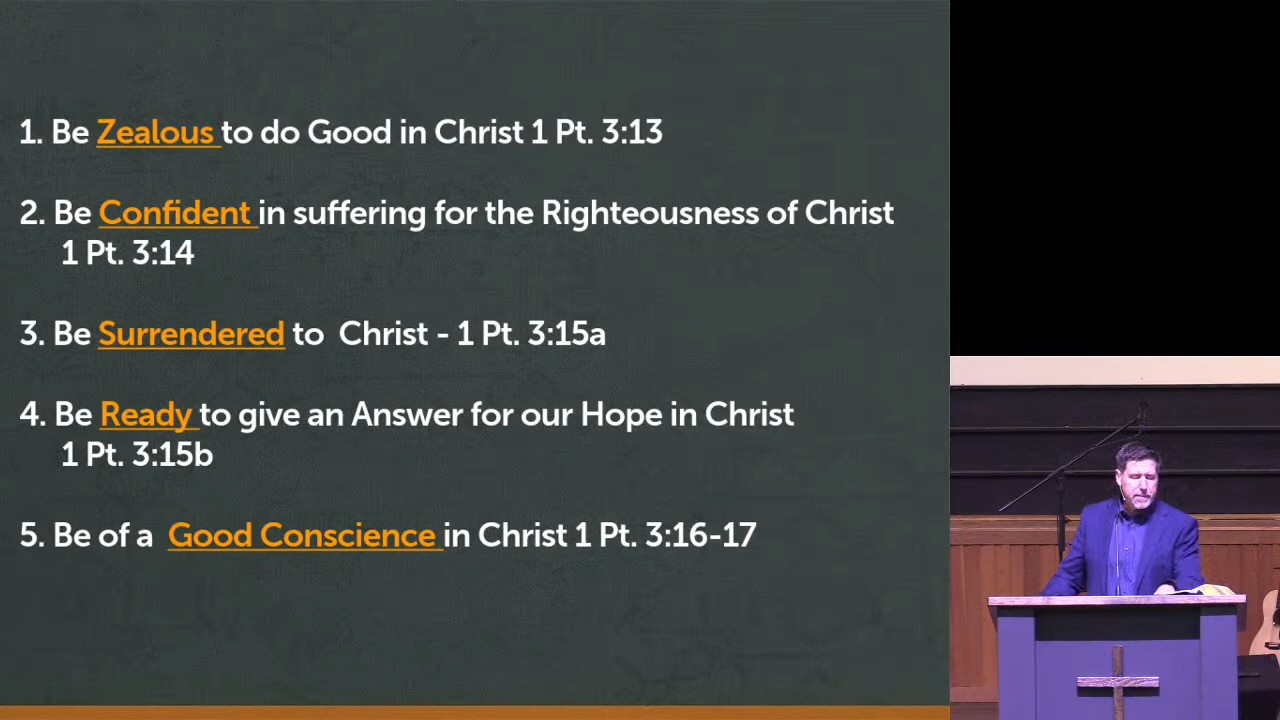 1. Be Zealous to do Good in Christ 1 Pt. 3:13
2. Be Confident in suffering for the Righteousness of Christ
1 Pt. 3:14
3. Be Surrendered to Christ - 1 Pt. 3:15a
4. Be Ready to give an Answer for our Hope in Christ
1 Pt. 3:15b
5. Be of a Good Conscience in Christ 1 Pt. 3:16-17